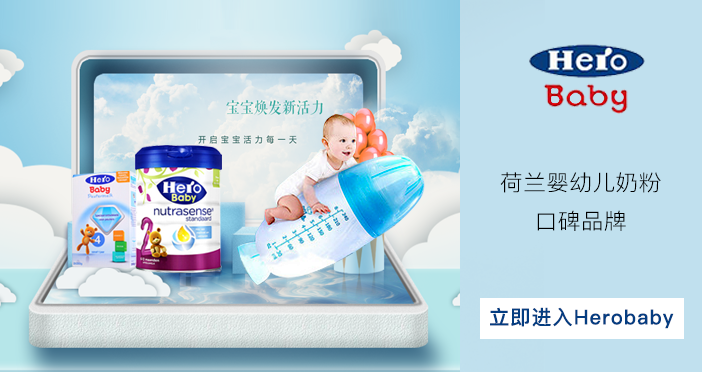 宝宝焕发新活力
开启宝宝活力每一天
Hero
Baby
4
Hero
Baby
nutrasense®
standaard
2
Hero
Baby
荷兰婴幼儿奶粉
口碑品牌
立即进入Herobaby